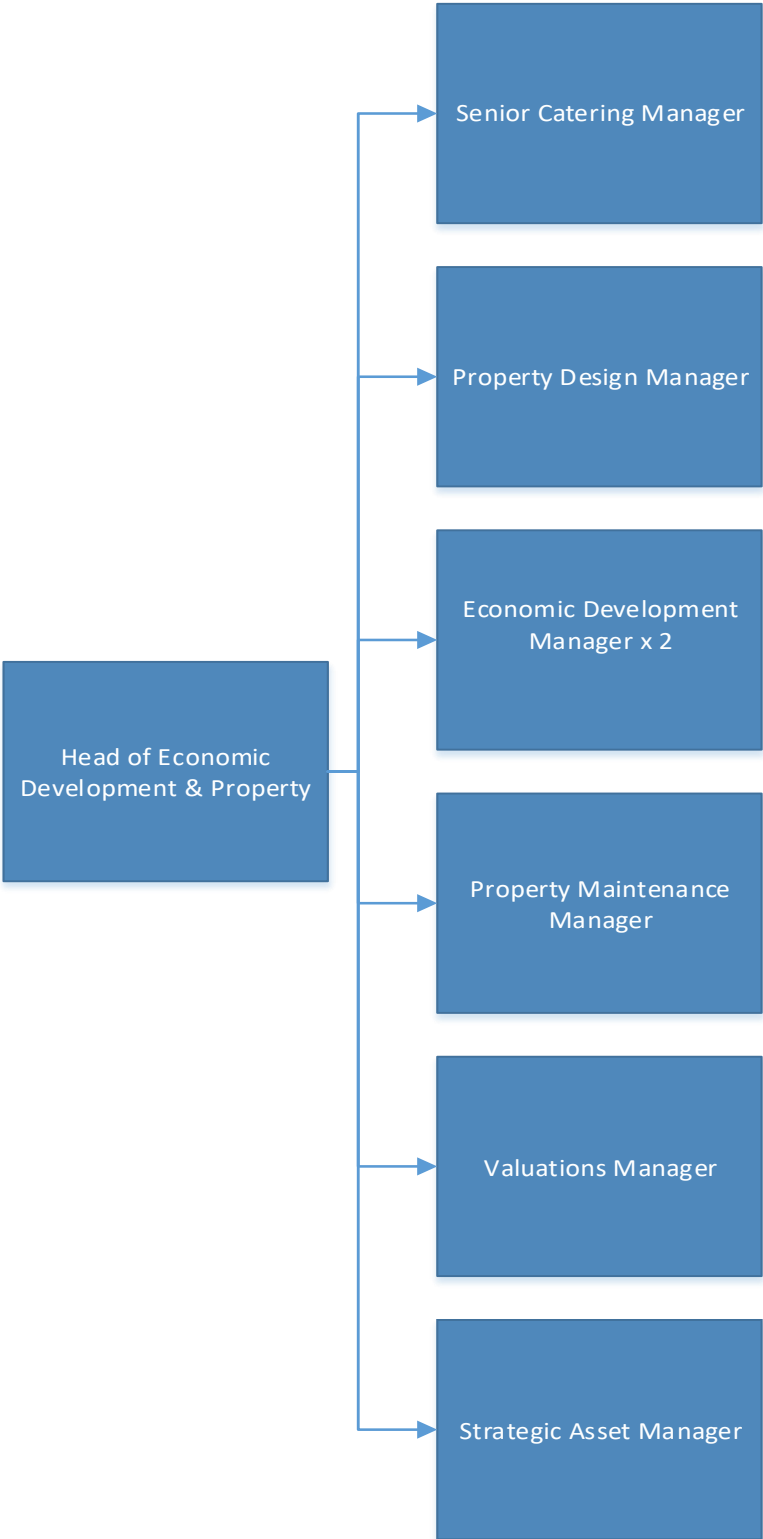 Senior Catering Manager
Property Design Manager
Economic Development
Manager x 2
Head of Economic
Development & Property
Property Maintenance
Manager
Valuations Manager
Strategic Asset Manager